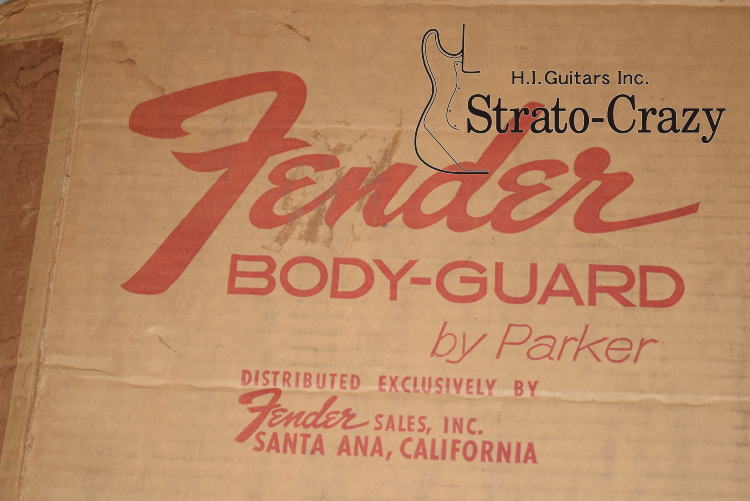 H.I.Guitars Inc.
Strato-Crazy
Fender
BODY-GUARD
by Parker
DISTRIBUTED EXCLUSIVELY BY
Fender SALES, INC.
SANTA ANA, CALIFORNIA